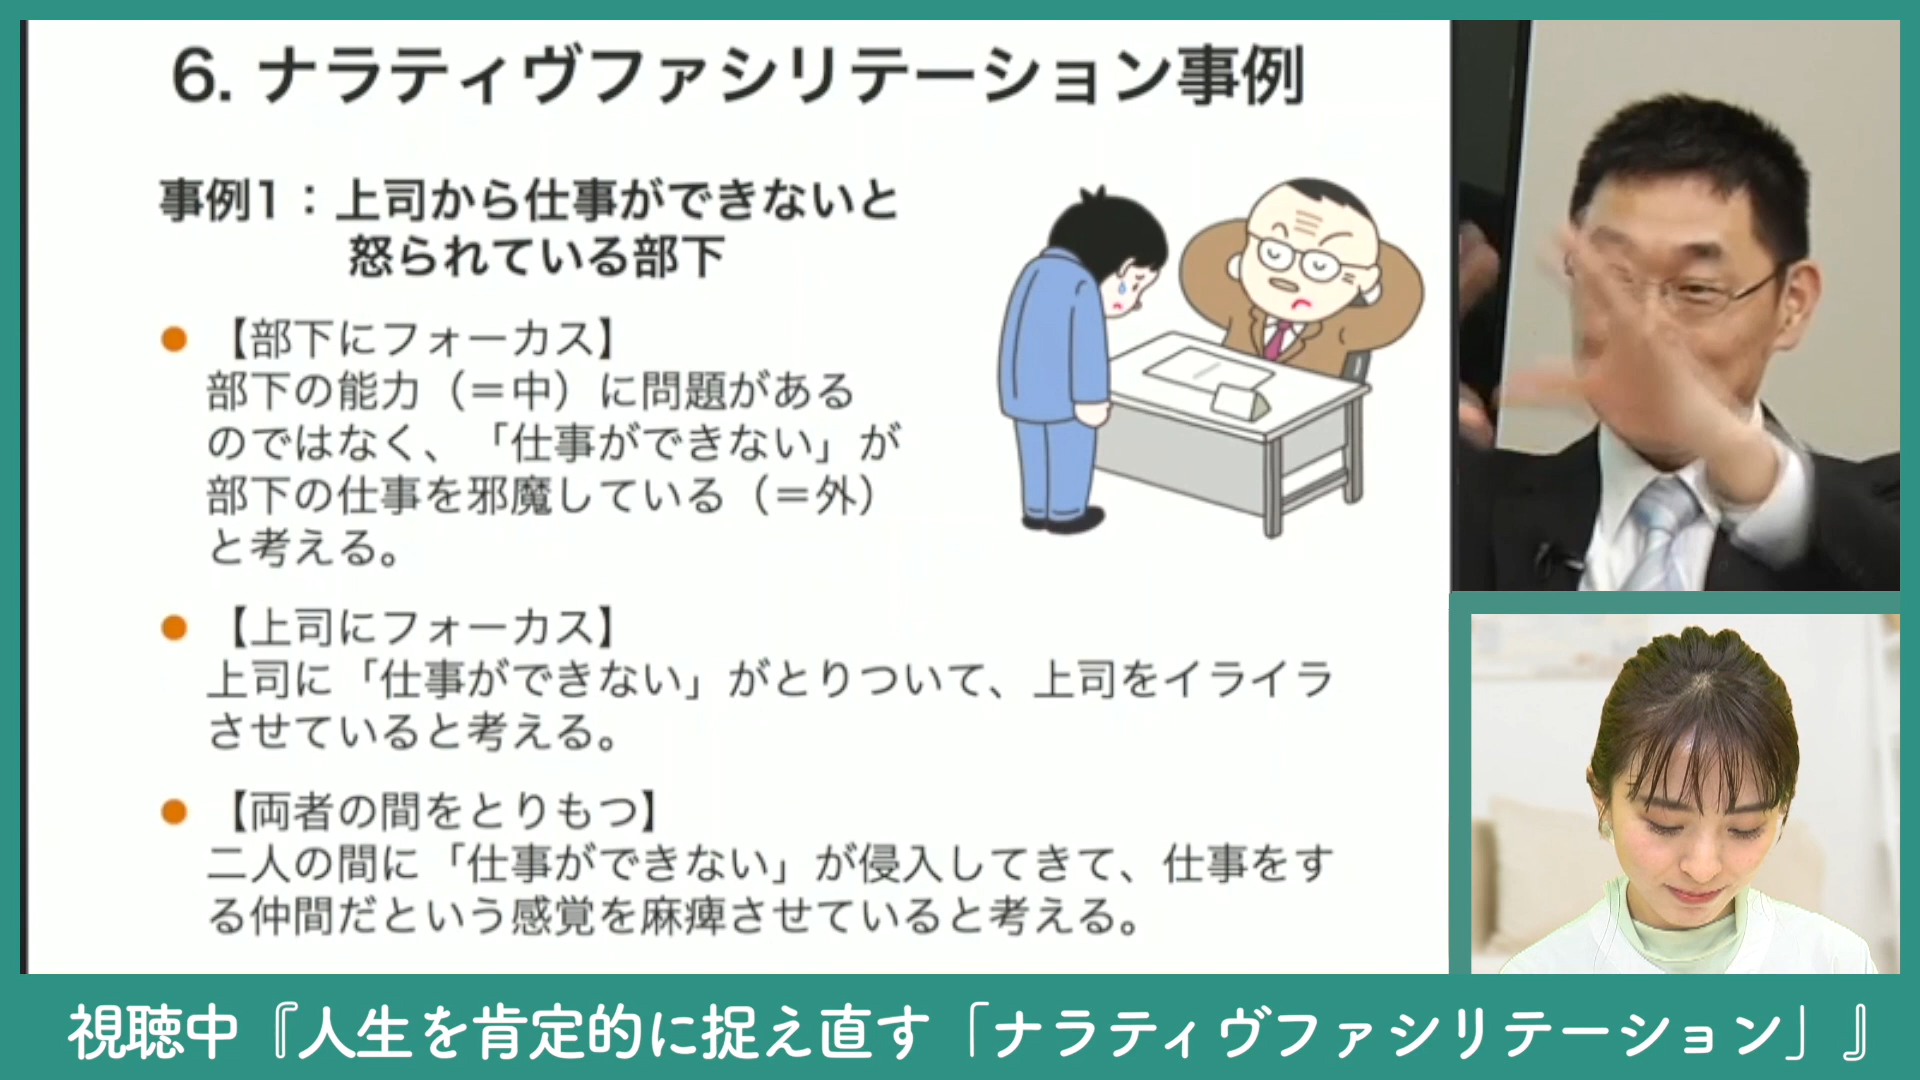 6. ナラティヴファシリテーション事例
事例1：上司から仕事ができないと
怒られている部下
● 【部下にフォーカス】
部下の能力（＝中）に問題がある
のではなく、「仕事ができない」が
部下の仕事を邪魔している（＝外）
と考える。
● 【上司にフォーカス】
上司に「仕事ができない」がとりついて、上司をイライラ
させていると考える。
● 【両者の間をとりもつ】
二人の間に「仕事ができない」が侵入してきて、仕事をす
る仲間だという感覚を麻痺させていると考える。
視聴中『人生を肯定的に捉え直す「ナラティヴファシリテーション」』